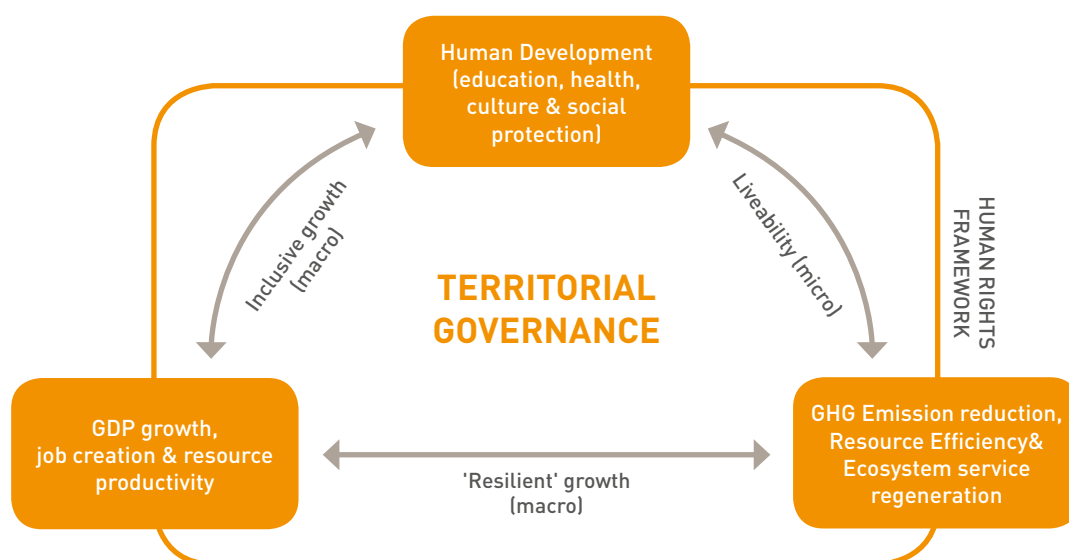 Human Development
(education, health,
culture & social
protection)
Inclusive growth
(macro)
Liveability (micro)
HUMAN RIGHTS
FRAMEWORK
TERRITORIAL
GOVERNANCE
GDP growth,
job creation & resource
productivity
'Resilient' growth
(macro)
GHG Emission reduction,
Resource Efficiency&
Ecosystem service
regeneration